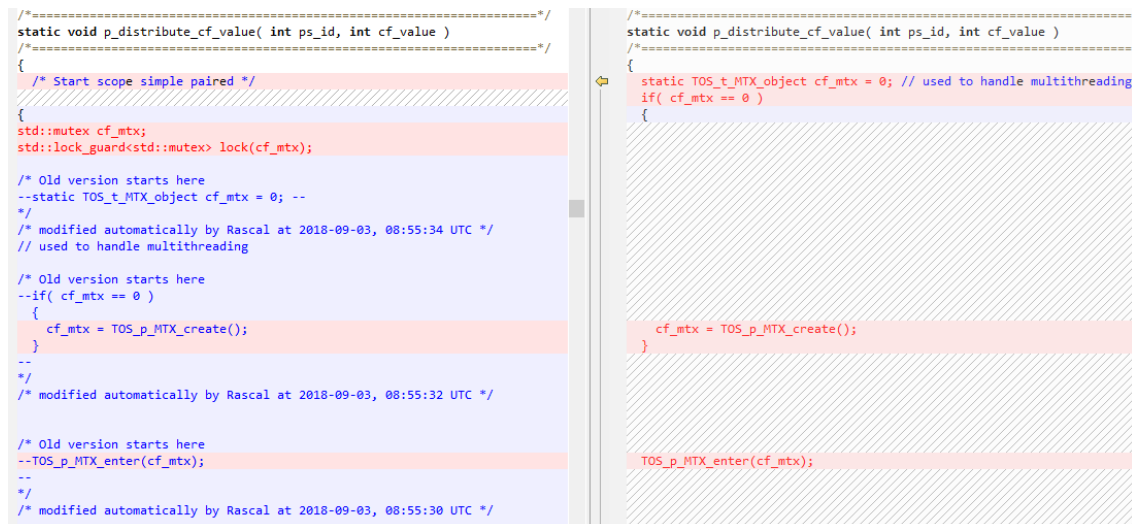 /*======================================================================*/
static void p_distribute_cf_value( int ps_id, int cf_value )
/*======================================================================*/
{
  /* Start scope simple paired */
{
std::mutex cf_mtx;
std::lock_guard<std::mutex> lock(cf_mtx);
/* Old version starts here
--static TOS_t_MTX_object cf_mtx = 0; --
*/
/* modified automatically by Rascal at 2018-09-03, 08:55:34 UTC */
// used to handle multithreading
/* Old version starts here
--if( cf_mtx == 0 )
  {
    cf_mtx = TOS_p_MTX_create();
  }
--
*/
/* modified automatically by Rascal at 2018-09-03, 08:55:32 UTC */
/* Old version starts here
--TOS_p_MTX_enter(cf_mtx);
--
*/
/* modified automatically by Rascal at 2018-09-03, 08:55:30 UTC */
/*====================================================================
static void p_distribute_cf_value( int ps_id, int cf_value )
/*====================================================================
{
  static TOS_t_MTX_object cf_mtx = 0; // used to handle multithreading
  if( cf_mtx == 0 )
  {
    cf_mtx = TOS_p_MTX_create();
  }
  TOS_p_MTX_enter(cf_mtx);